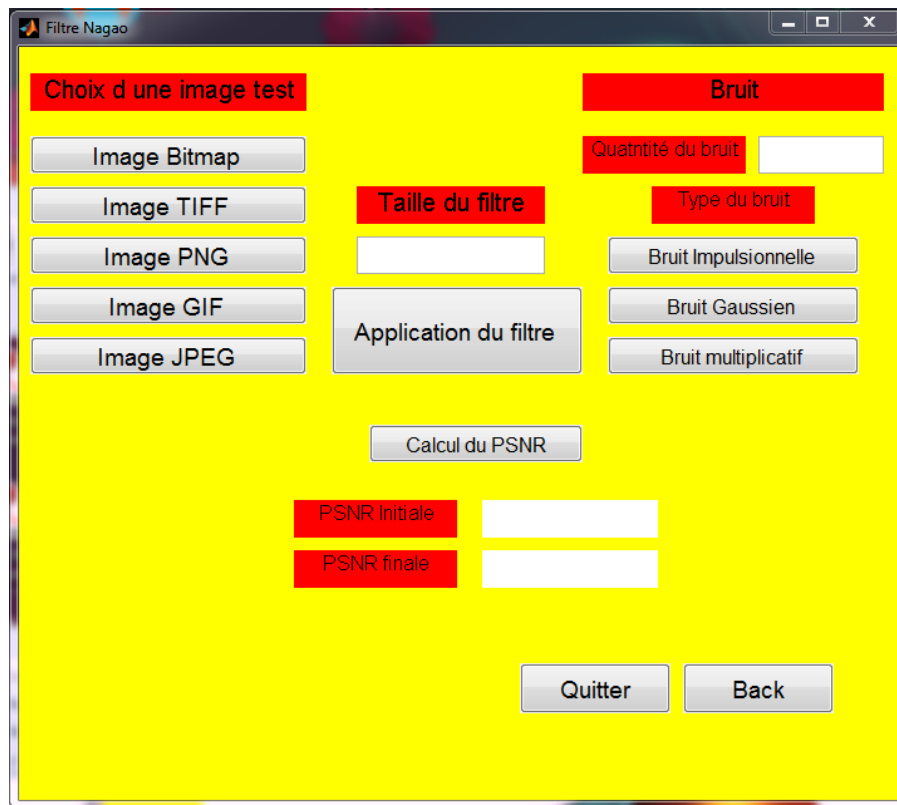 Filtre Nagao
Choix d une image test
Bruit
Image Bitmap
Quatntité du bruit
Image TIFF
Taille du filtre
Type du bruit
Image PNG
Bruit Impulsionnelle
Image GIF
Application du filtre
Bruit Gaussien
Image JPEG
Bruit multiplicatif
Calcul du PSNR
PSNR Initiale
PSNR finale
Quitter
Back